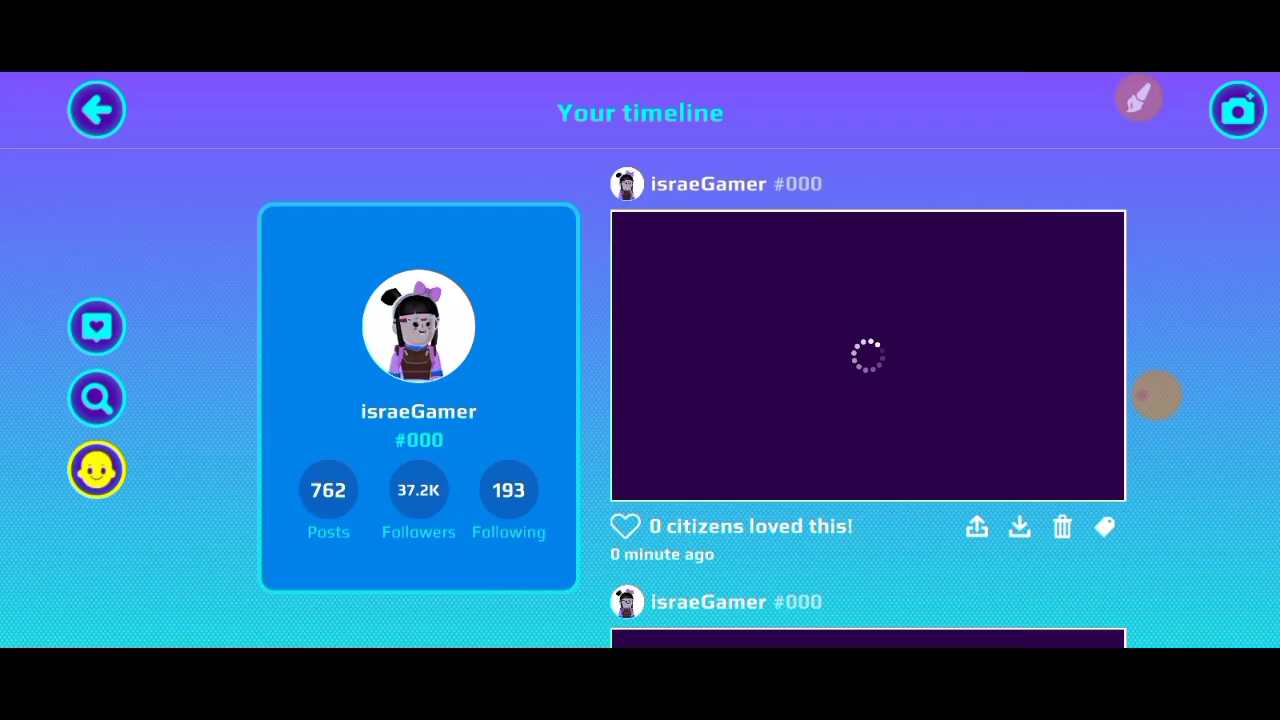 Your timeline
israeGamer #000
israeGamer
#000
762
37.2K
193
Posts
Followers
Following
0 citizens loved this!
0 minute ago
israeGamer #000